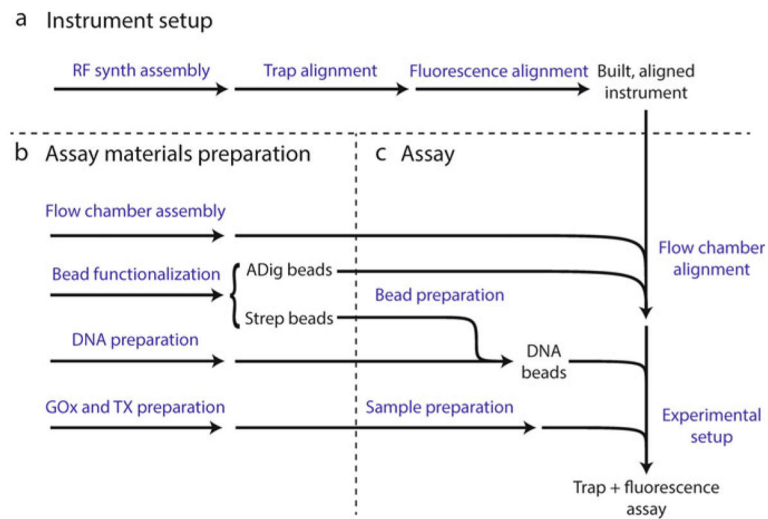 a Instrument setup
RF synth assembly
Trap alignment
Fluorescence alignment
Built, aligned
instrument
b Assay materials preparation
c Assay
Flow chamber assembly
Flow chamber
alignment
Bead functionalization
ADig beads
Strep beads
Bead preparation
DNA preparation
DNA
beads
GOx and TX preparation
Sample preparation
Experimental
setup
Trap + fluorescence
assay